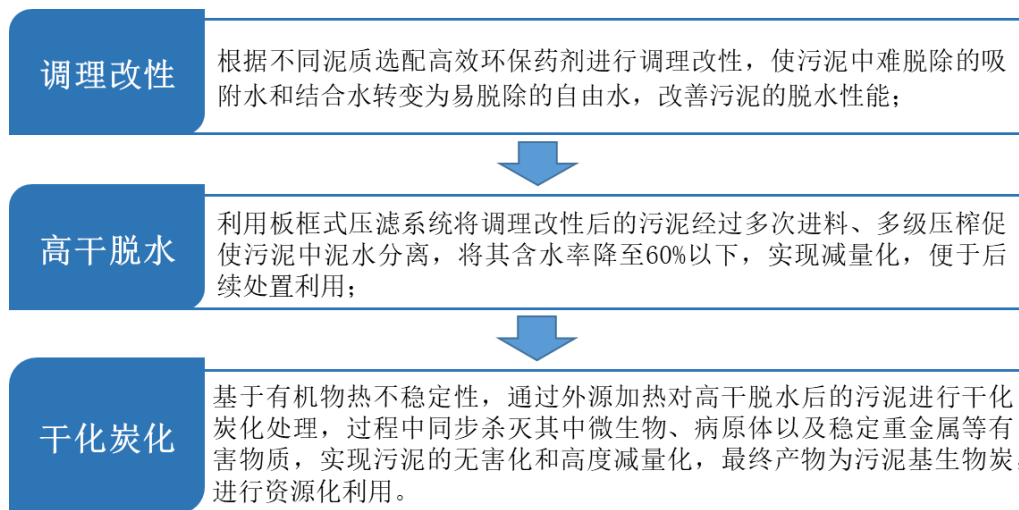 调理改性
根据不同泥质选配高效环保药剂进行调理改性，使污泥中难脱除的吸
附水和结合水转变为易脱除的自由水，改善污泥的脱水性能；
高干脱水
利用板框式压滤系统将调理改性后的污泥经过多次进料、多级压榨促
使污泥中泥水分离，将其含水率降至60%以下，实现减量化，便于后
续处置利用；
干化炭化
基于有机物热不稳定性，通过外源加热对高干脱水后的污泥进行干化
炭化处理，过程中同步杀灭其中微生物、病原体以及稳定重金属等有
害物质，实现污泥的无害化和高度减量化，最终产物为污泥基生物炭，
进行资源化利用。